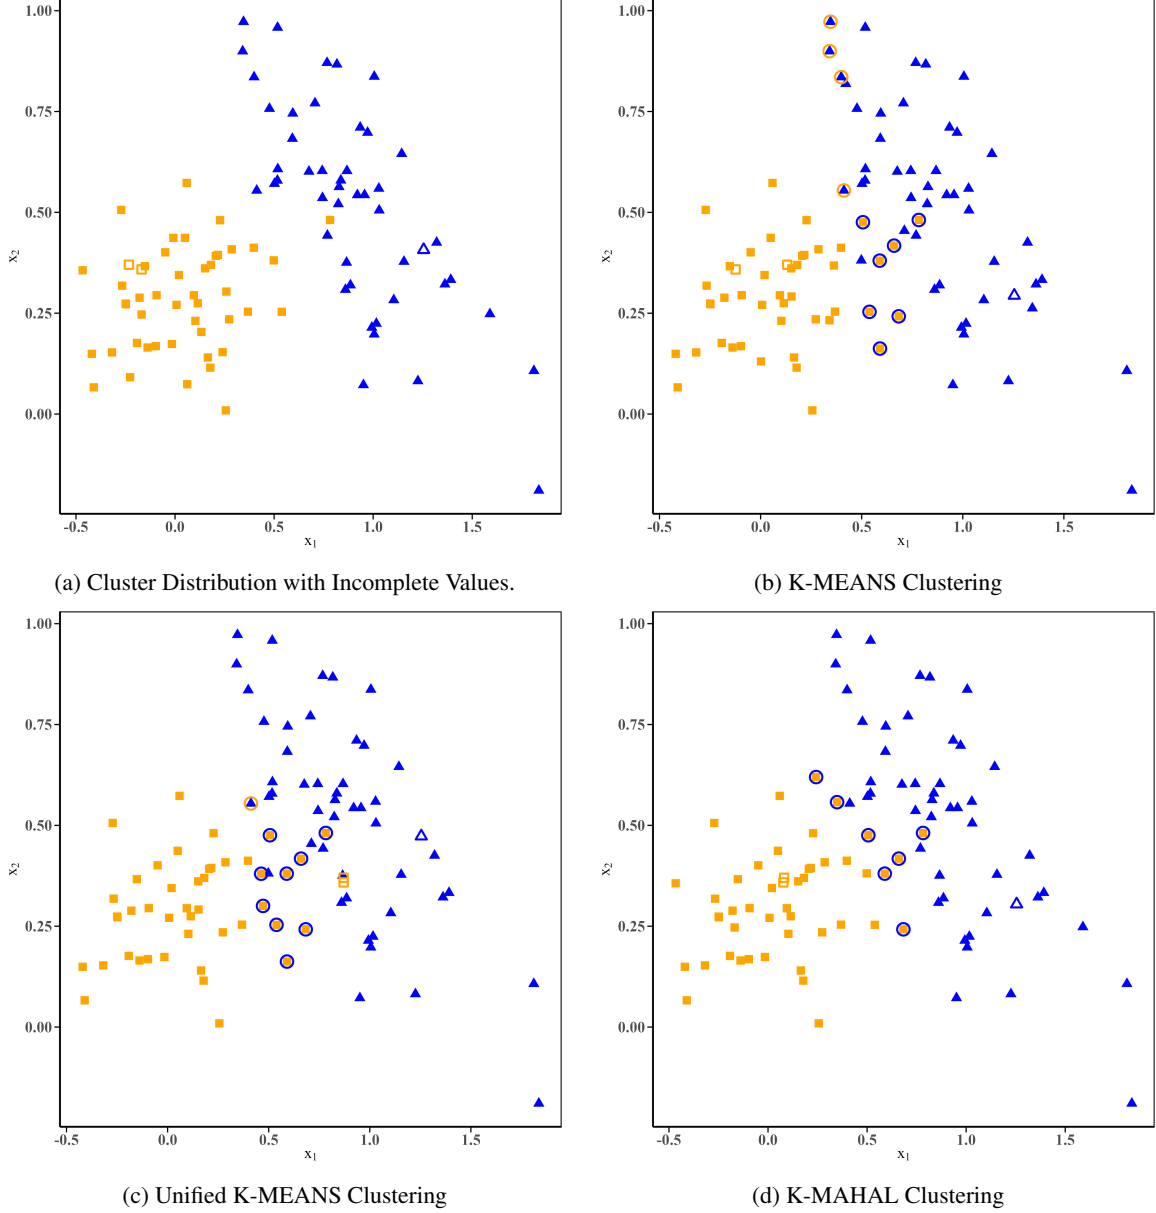 1.00
0.75
0.50
0.25
0.00
x2
-0.5 0.0 0.5 1.0 1.5
x1
(a) Cluster Distribution with Incomplete Values.
1.00
0.75
0.50
0.25
0.00
x2
-0.5 0.0 0.5 1.0 1.5
x1
(b) K-MEANS Clustering
1.00
0.75
0.50
0.25
0.00
x2
-0.5 0.0 0.5 1.0 1.5
x1
(c) Unified K-MEANS Clustering
1.00
0.75
0.50
0.25
0.00
x2
-0.5 0.0 0.5 1.0 1.5
x1
(d) K-MAHAL Clustering